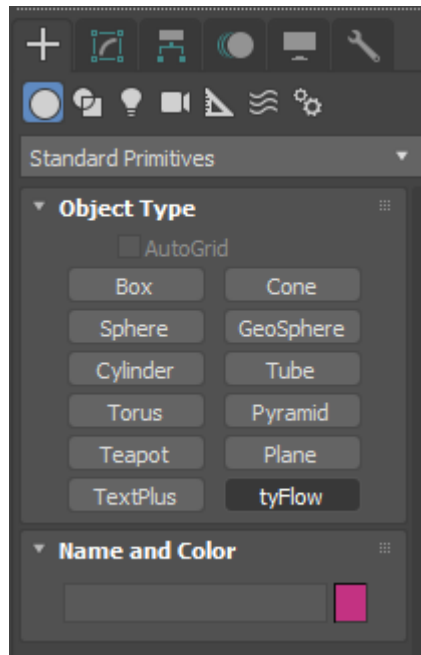 Standard Primitives
Object Type
AutoGrid
Box Cone
Sphere GeoSphere
Cylinder Tube
Torus Pyramid
Teapot Plane
TextPlus tyFlow
Name and Color